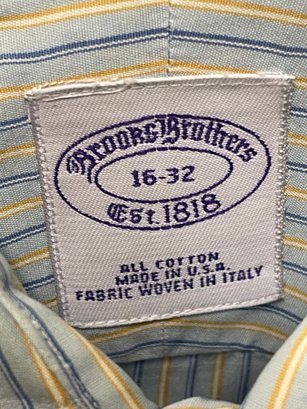 Brooks Brothers
16-32
Est 1818
ALL COTTON
MADE IN U.S.A.
FABRIC WOVEN IN ITALY